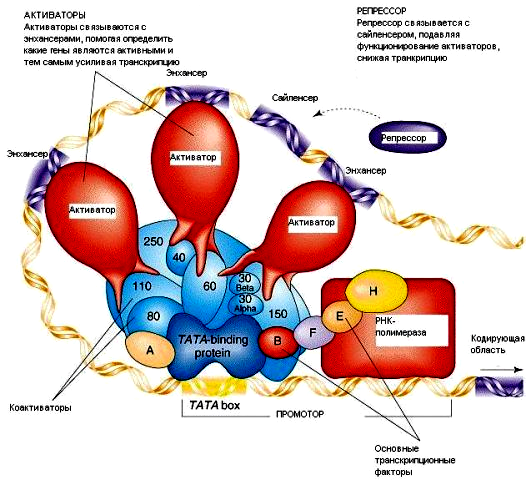 АКТИВАТОРЫ
Активаторы связываются с
энхансерами, помогая определить
какие гены являются активными и
тем самым усиливая транскрипцию
РЕПРЕССОР
Репрессор связывается с
сайленсером, подавляя
функционирование активаторов,
снижая транкрипцию
Энхансер
Сайленсер
Энхансер
Репрессор
Энхансер
Активатор
Активатор
Активатор
250
40
110
60
30
Beta
30
Alpha
80
150
H
E
F
B
A
TATA-binding
protein
РНК-
полимераза
Кодирующая
область
Коактиваторы
TATA box
ПРОМОТОР
Основные
транскрипционные
факторы